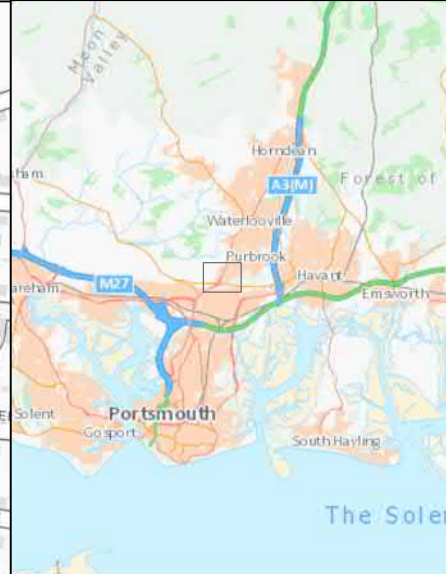 Meon
Valley
Horndean
A3(M)
Forest of
ham
Waterlooville
Purbrook
Havant
M27
areham
Emsworth
Solent
Portsmouth
Gosport
South Hayling
The Solen